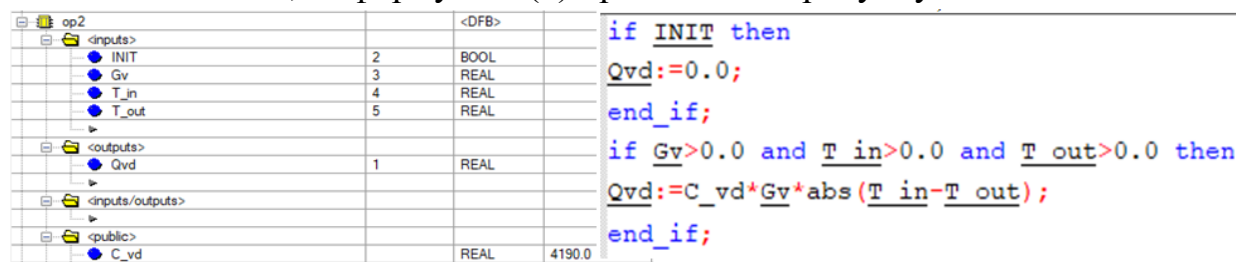 op2 <DFB>
<inputs>
INIT 2 BOOL
Gv 3 REAL
T_in 4 REAL
T_out 5 REAL
<outputs>
Qvd 1 REAL
<inputs/outputs>
<public>
C_vd REAL 4190.0
if INIT then
Qvd:=0.0;
end_if;
if Gv>0.0 and T_in>0.0 and T_out>0.0 then
Qvd:=C_vd*Gv*abs(T_in-T_out);
end_if;